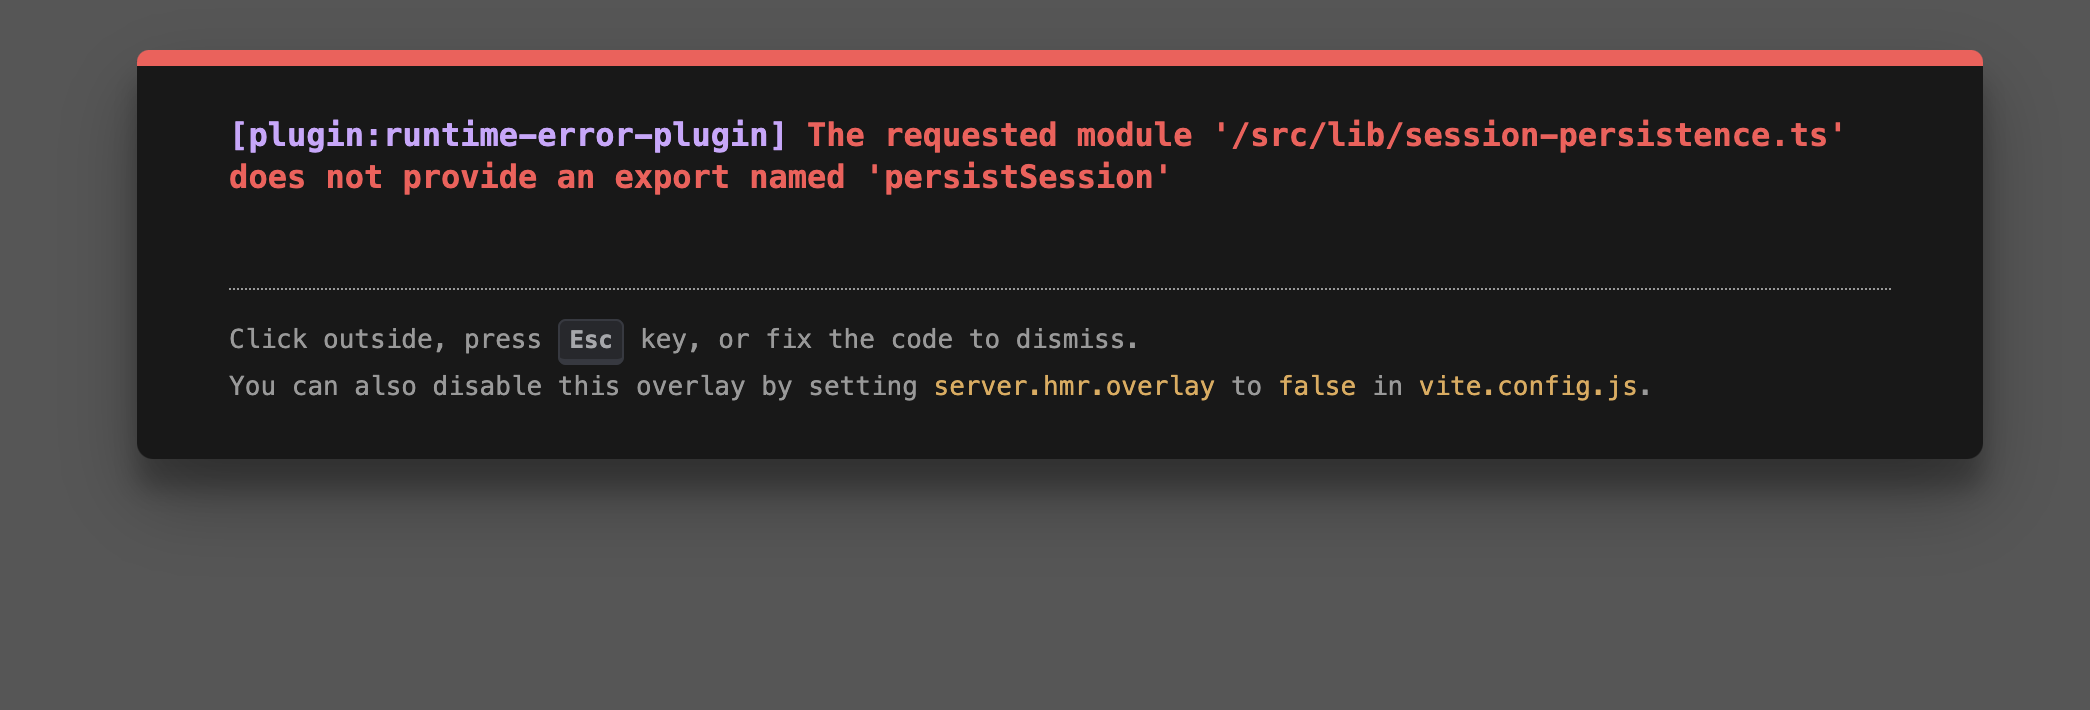 [plugin:runtime-error-plugin] The requested module '/src/lib/session-persistence.ts'
does not provide an export named 'persistSession'
Click outside, press Esc key, or fix the code to dismiss.
You can also disable this overlay by setting server.hmr.overlay to false in vite.config.js.